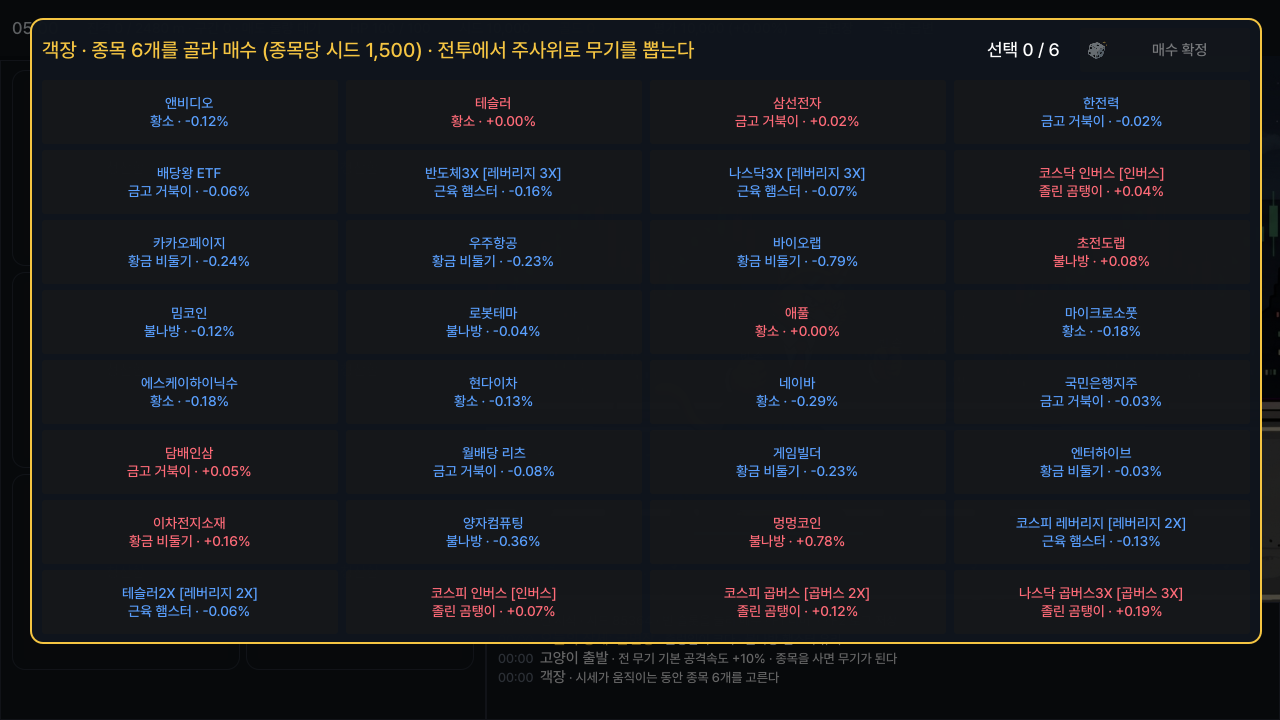 05
객장 · 종목 6개를 골라 매수 (종목당 시드 1,500) · 전투에서 주사위로 무기를 뽑는다
선택 0 / 6
매수 확정
앤비디오
황소 · -0.12%
테슬러
황소 · +0.00%
삼선전자
금고 거북이 · +0.02%
한전력
금고 거북이 · -0.02%
배당왕 ETF
금고 거북이 · -0.06%
반도체3X [레버리지 3X]
근육 햄스터 · -0.16%
나스닥3X [레버리지 3X]
근육 햄스터 · -0.07%
코스닥 인버스 [인버스]
졸린 곰탱이 · +0.04%
카카오페이지
황금 비둘기 · -0.24%
우주항공
황금 비둘기 · -0.23%
바이오랩
황금 비둘기 · -0.79%
초전도랩
불나방 · +0.08%
밈코인
불나방 · -0.12%
로봇테마
불나방 · -0.04%
애풀
황소 · +0.00%
마이크로소풋
황소 · -0.18%
에스케이하이닉수
황소 · -0.18%
현다이차
황소 · -0.13%
네이바
황소 · -0.29%
국민은행지주
금고 거북이 · -0.03%
담배인삼
금고 거북이 · +0.05%
월배당 리츠
금고 거북이 · -0.08%
게임빌더
황금 비둘기 · -0.23%
엔터하이브
황금 비둘기 · -0.03%
이차전지소재
황금 비둘기 · +0.16%
양자컴퓨팅
불나방 · -0.36%
멍멍코인
불나방 · +0.78%
코스피 레버리지 [레버리지 2X]
근육 햄스터 · -0.13%
테슬러2X [레버리지 2X]
근육 햄스터 · -0.06%
코스피 인버스 [인버스]
졸린 곰탱이 · +0.07%
코스피 곱버스 [곱버스 2X]
졸린 곰탱이 · +0.12%
나스닥 곱버스3X [곱버스 3X]
졸린 곰탱이 · +0.19%
00:00 고양이 출발 · 전 무기 기본 공격속도 +10% · 종목을 사면 무기가 된다
00:00 객장 · 시세가 움직이는 동안 종목 6개를 고른다